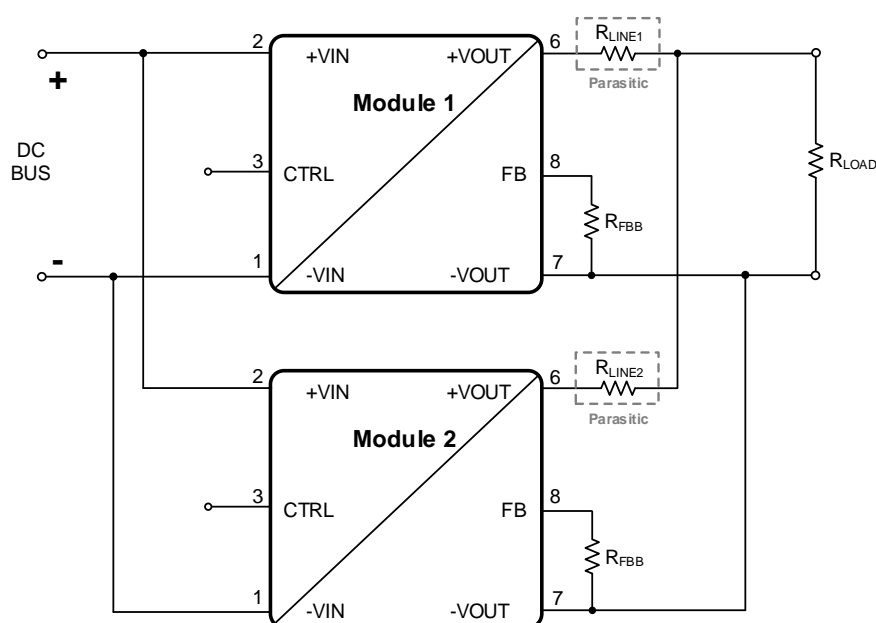 2
+VIN
+VOUT
6
RLINE1
Parasitic
+
Module 1
DC
BUS
3
CTRL
FB
8
RFBB
RLOAD
-
1
-VIN
-VOUT
7
2
+VIN
+VOUT
6
RLINE2
Parasitic
Module 2
3
CTRL
FB
8
RFBB
1
-VIN
-VOUT
7